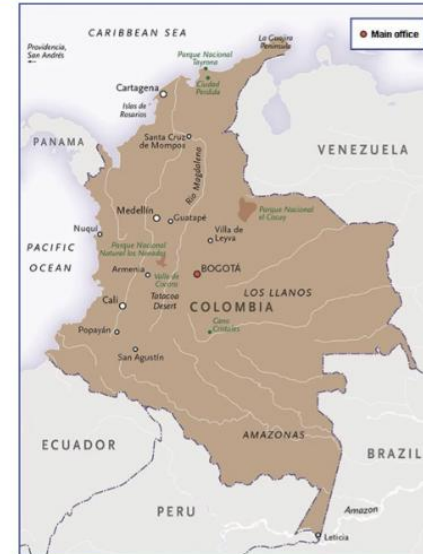 CARIBBEAN SEA
La Guajira
Peninsula
Main office
Providencia,
San Andrés
Parque Nacional
Tayrona
Ciudad
Perdida
Cartagena
Islas de
Rosarios
PANAMA
Santa Cruz
de Mompos
VENEZUELA
Rio Magdalena
Medellín
Guatapé
Parque Nacional
el Cocuy
Nuquí
Villa de
Leyva
PACIFIC
OCEAN
Parque Nacional
Natural los Nevados
Armenia
Valle de
Cocora
BOGOTÁ
LOS LLANOS
Tatacoa
Desert
Cali
COLOMBIA
Popayán
Cano
Cristales
San Agustín
ECUADOR
AMAZONAS
BRAZIL
PERU
Amazon
Leticia